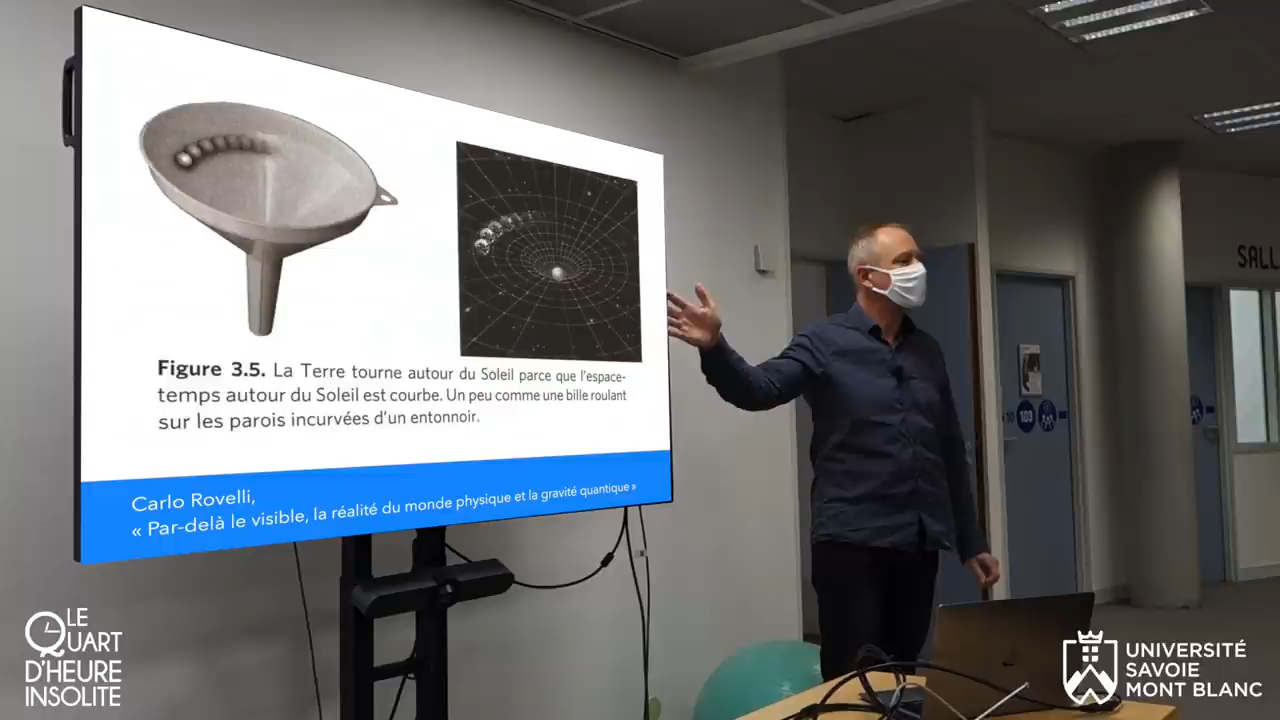 Figure 3.5. La Terre tourne autour du Soleil parce que l'espace-
temps autour du Soleil est courbe. Un peu comme une bille roulant
sur les parois incurvées d'un entonnoir.
Carlo Rovelli,
« Par-delà le visible, la réalité du monde physique et la gravité quantique »
SALL
103
LE
QUART
D'HEURE
INSOLITE
UNIVERSITÉ
SAVOIE
MONT BLANC